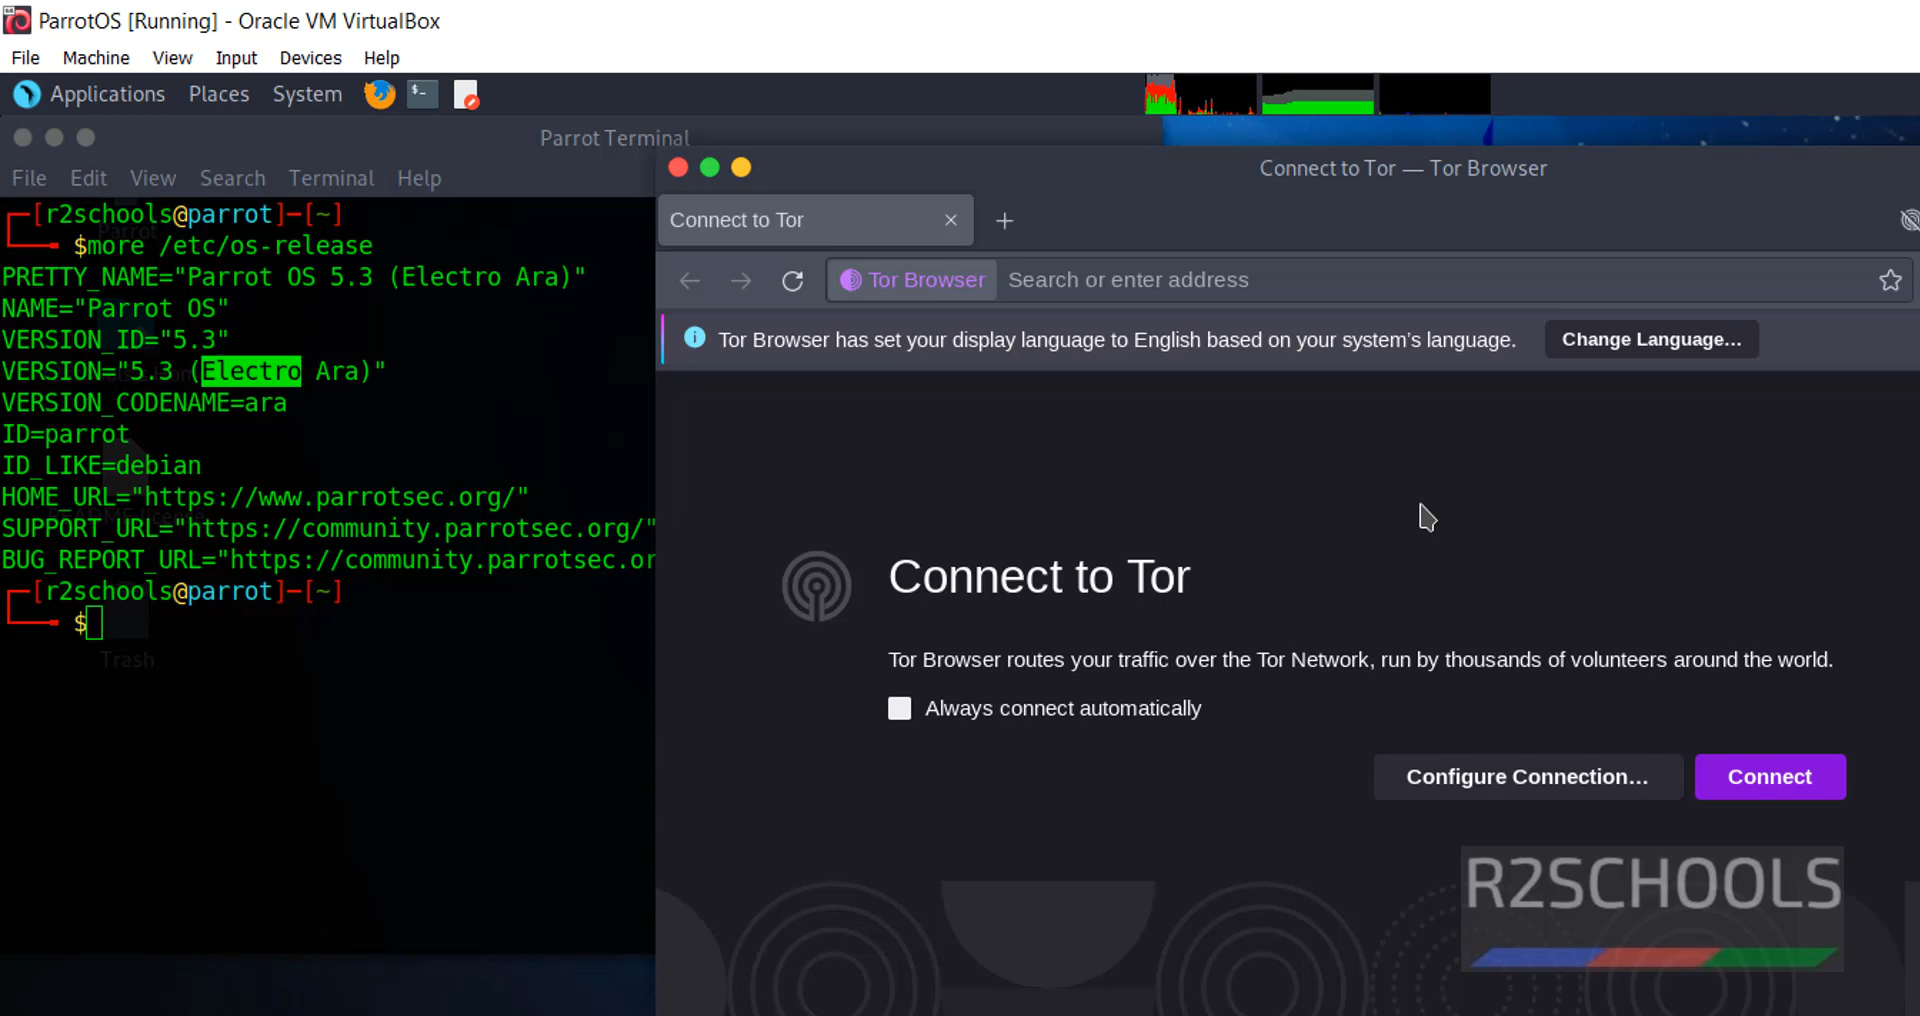 ParrotOS [Running] - Oracle VM VirtualBox
File Machine View Input Devices Help
Applications Places System
Parrot Terminal
File Edit View Search Terminal Help
┌─[r2schools@parrot]─[~]
└──╼ $more /etc/os-release
PRETTY_NAME="Parrot OS 5.3 (Electro Ara)"
NAME="Parrot OS"
VERSION_ID="5.3"
VERSION="5.3 (Electro Ara)"
VERSION_CODENAME=ara
ID=parrot
ID_LIKE=debian
HOME_URL="https://www.parrotsec.org/"
SUPPORT_URL="https://community.parrotsec.org/"
BUG_REPORT_URL="https://community.parrotsec.or
┌─[r2schools@parrot]─[~]
└──╼ $
Parrot
README.license
Trash
Connect to Tor — Tor Browser
Connect to Tor
Tor Browser Search or enter address
Tor Browser has set your display language to English based on your system’s language. Change Language…
Connect to Tor
Tor Browser routes your traffic over the Tor Network, run by thousands of volunteers around the world.
Always connect automatically
Configure Connection… Connect
R2SCHOOLS